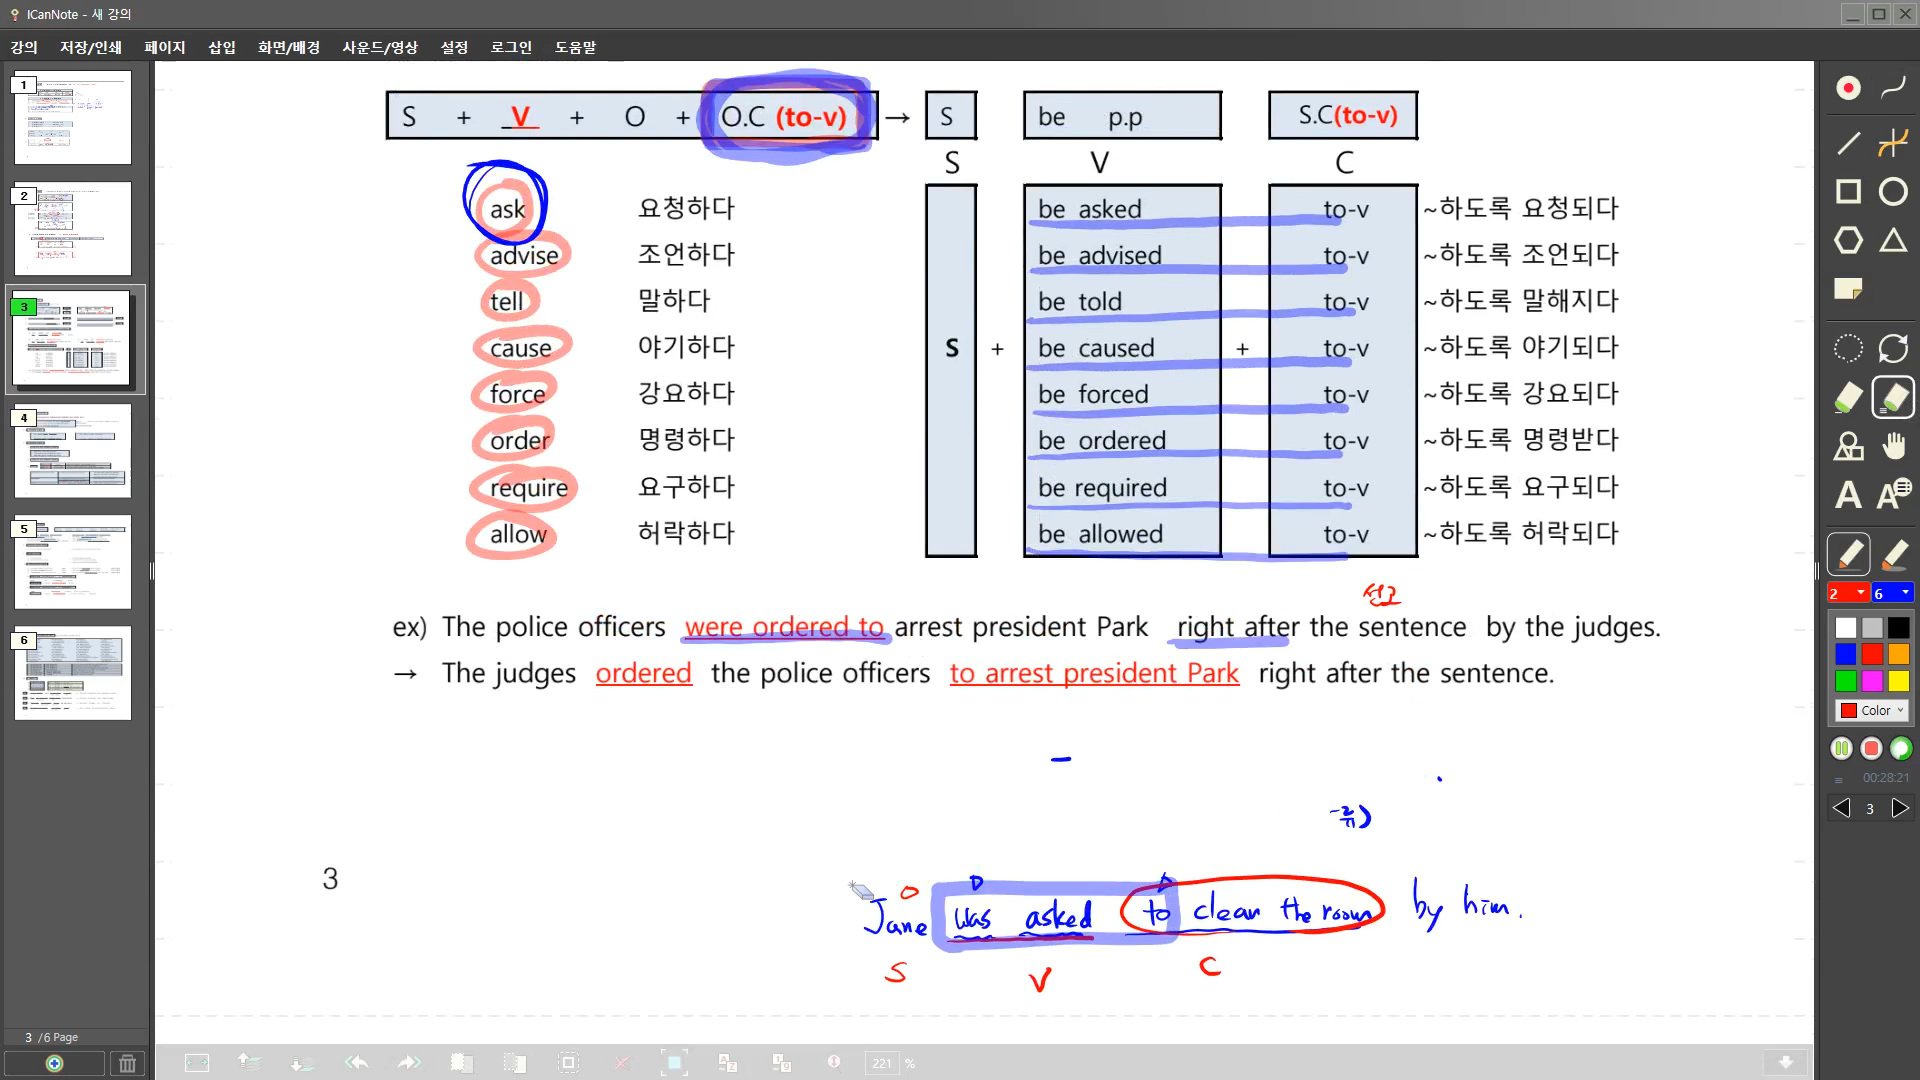 ICanNote - 새 강의
강의 저장/인쇄 페이지 삽입 화면/배경 사운드/영상 설정 로그인 도움말
1
2
3
4
5
6
S + V + O + O.C (to-v) → S be p.p S.C(to-v)
S V C
ask 요청하다 be asked to-v ~하도록 요청되다
advise 조언하다 be advised to-v ~하도록 조언되다
tell 말하다 be told to-v ~하도록 말해지다
cause 야기하다 S + be caused + to-v ~하도록 야기되다
force 강요하다 be forced to-v ~하도록 강요되다
order 명령하다 be ordered to-v ~하도록 명령받다
require 요구하다 be required to-v ~하도록 요구되다
allow 허락하다 be allowed to-v ~하도록 허락되다
선고
ex) The police officers were ordered to arrest president Park right after the sentence by the judges.
→ The judges ordered the police officers to arrest president Park right after the sentence.
3
O
Jane was asked to clean the room by him.
S V C
2 6
Color
00:28:21
3
3 /6 Page
221 %